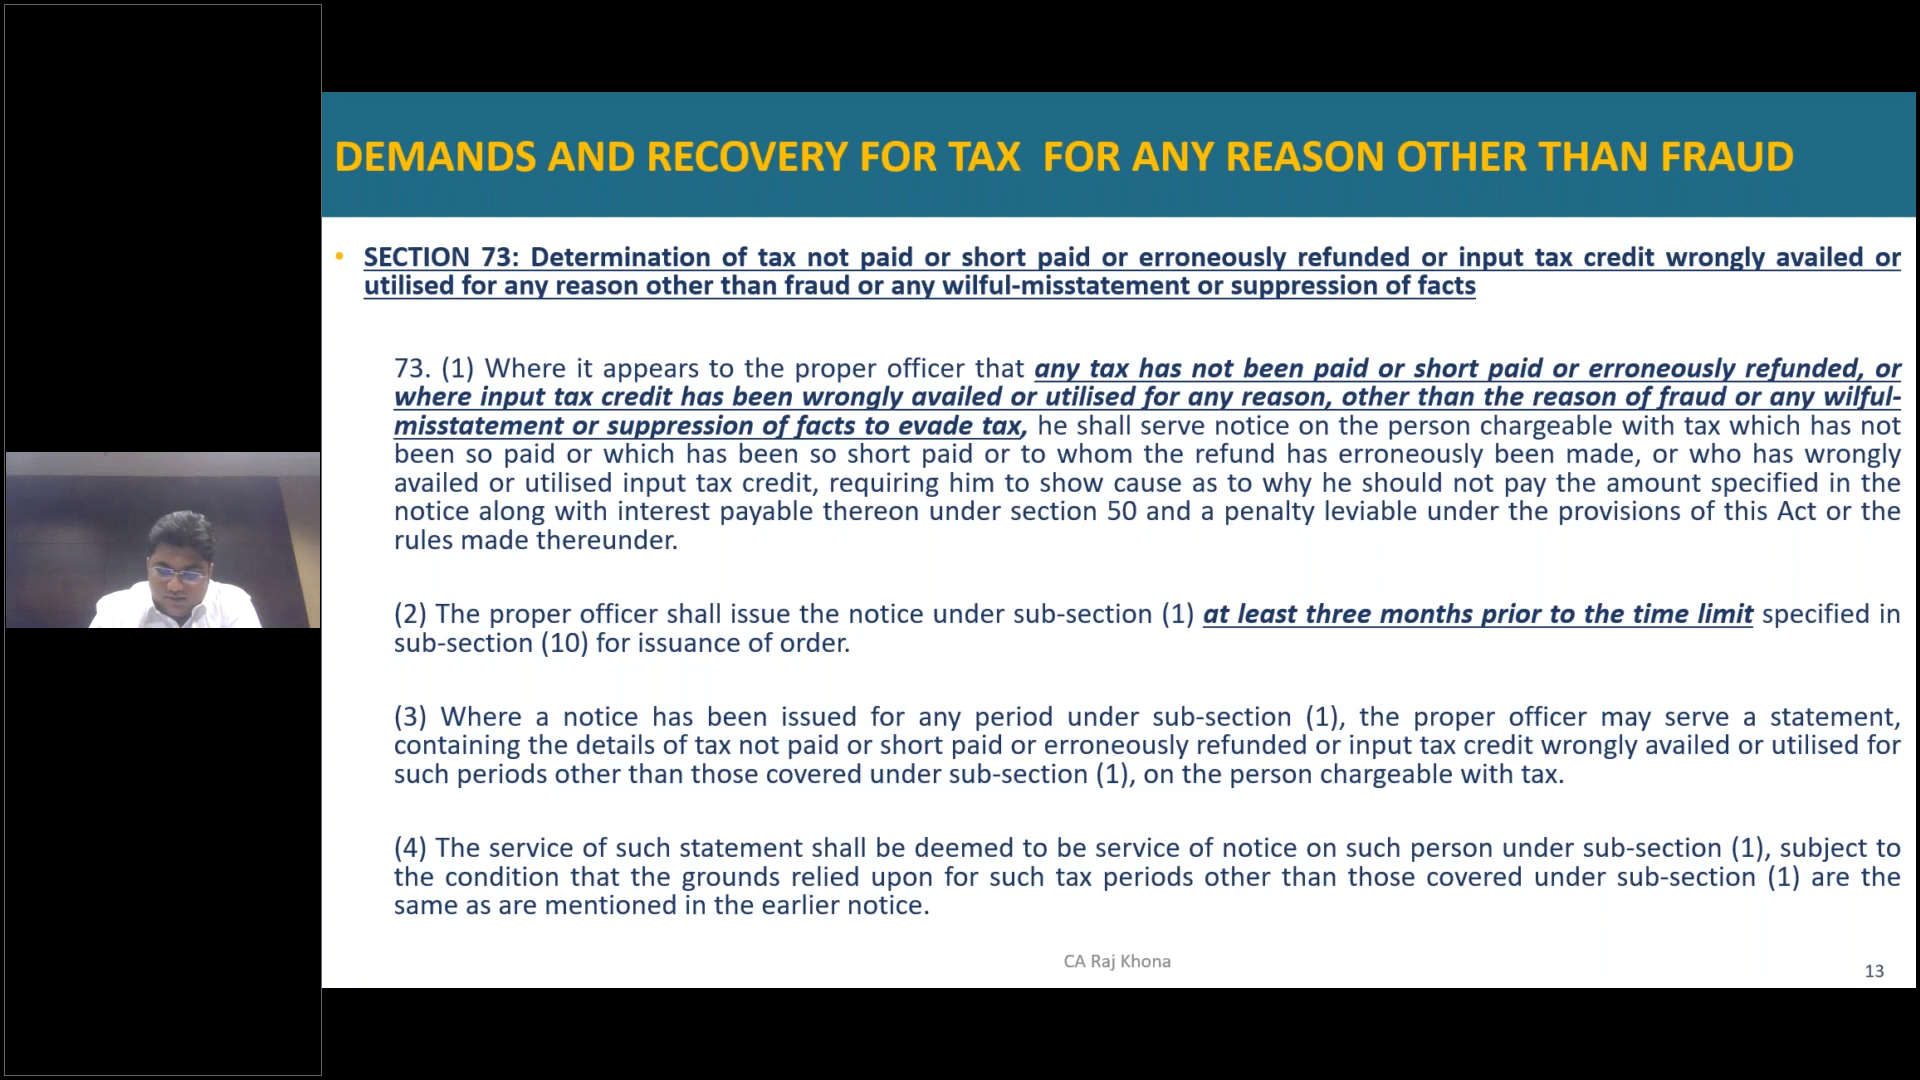 DEMANDS AND RECOVERY FOR TAX FOR ANY REASON OTHER THAN FRAUD
• SECTION 73: Determination of tax not paid or short paid or erroneously refunded or input tax credit wrongly availed or
utilised for any reason other than fraud or any wilful-misstatement or suppression of facts
73. (1) Where it appears to the proper officer that any tax has not been paid or short paid or erroneously refunded, or
where input tax credit has been wrongly availed or utilised for any reason, other than the reason of fraud or any wilful-
misstatement or suppression of facts to evade tax, he shall serve notice on the person chargeable with tax which has not
been so paid or which has been so short paid or to whom the refund has erroneously been made, or who has wrongly
availed or utilised input tax credit, requiring him to show cause as to why he should not pay the amount specified in the
notice along with interest payable thereon under section 50 and a penalty leviable under the provisions of this Act or the
rules made thereunder.
(2) The proper officer shall issue the notice under sub-section (1) at least three months prior to the time limit specified in
sub-section (10) for issuance of order.
(3) Where a notice has been issued for any period under sub-section (1), the proper officer may serve a statement,
containing the details of tax not paid or short paid or erroneously refunded or input tax credit wrongly availed or utilised for
such periods other than those covered under sub-section (1), on the person chargeable with tax.
(4) The service of such statement shall be deemed to be service of notice on such person under sub-section (1), subject to
the condition that the grounds relied upon for such tax periods other than those covered under sub-section (1) are the
same as are mentioned in the earlier notice.
CA Raj Khona
13